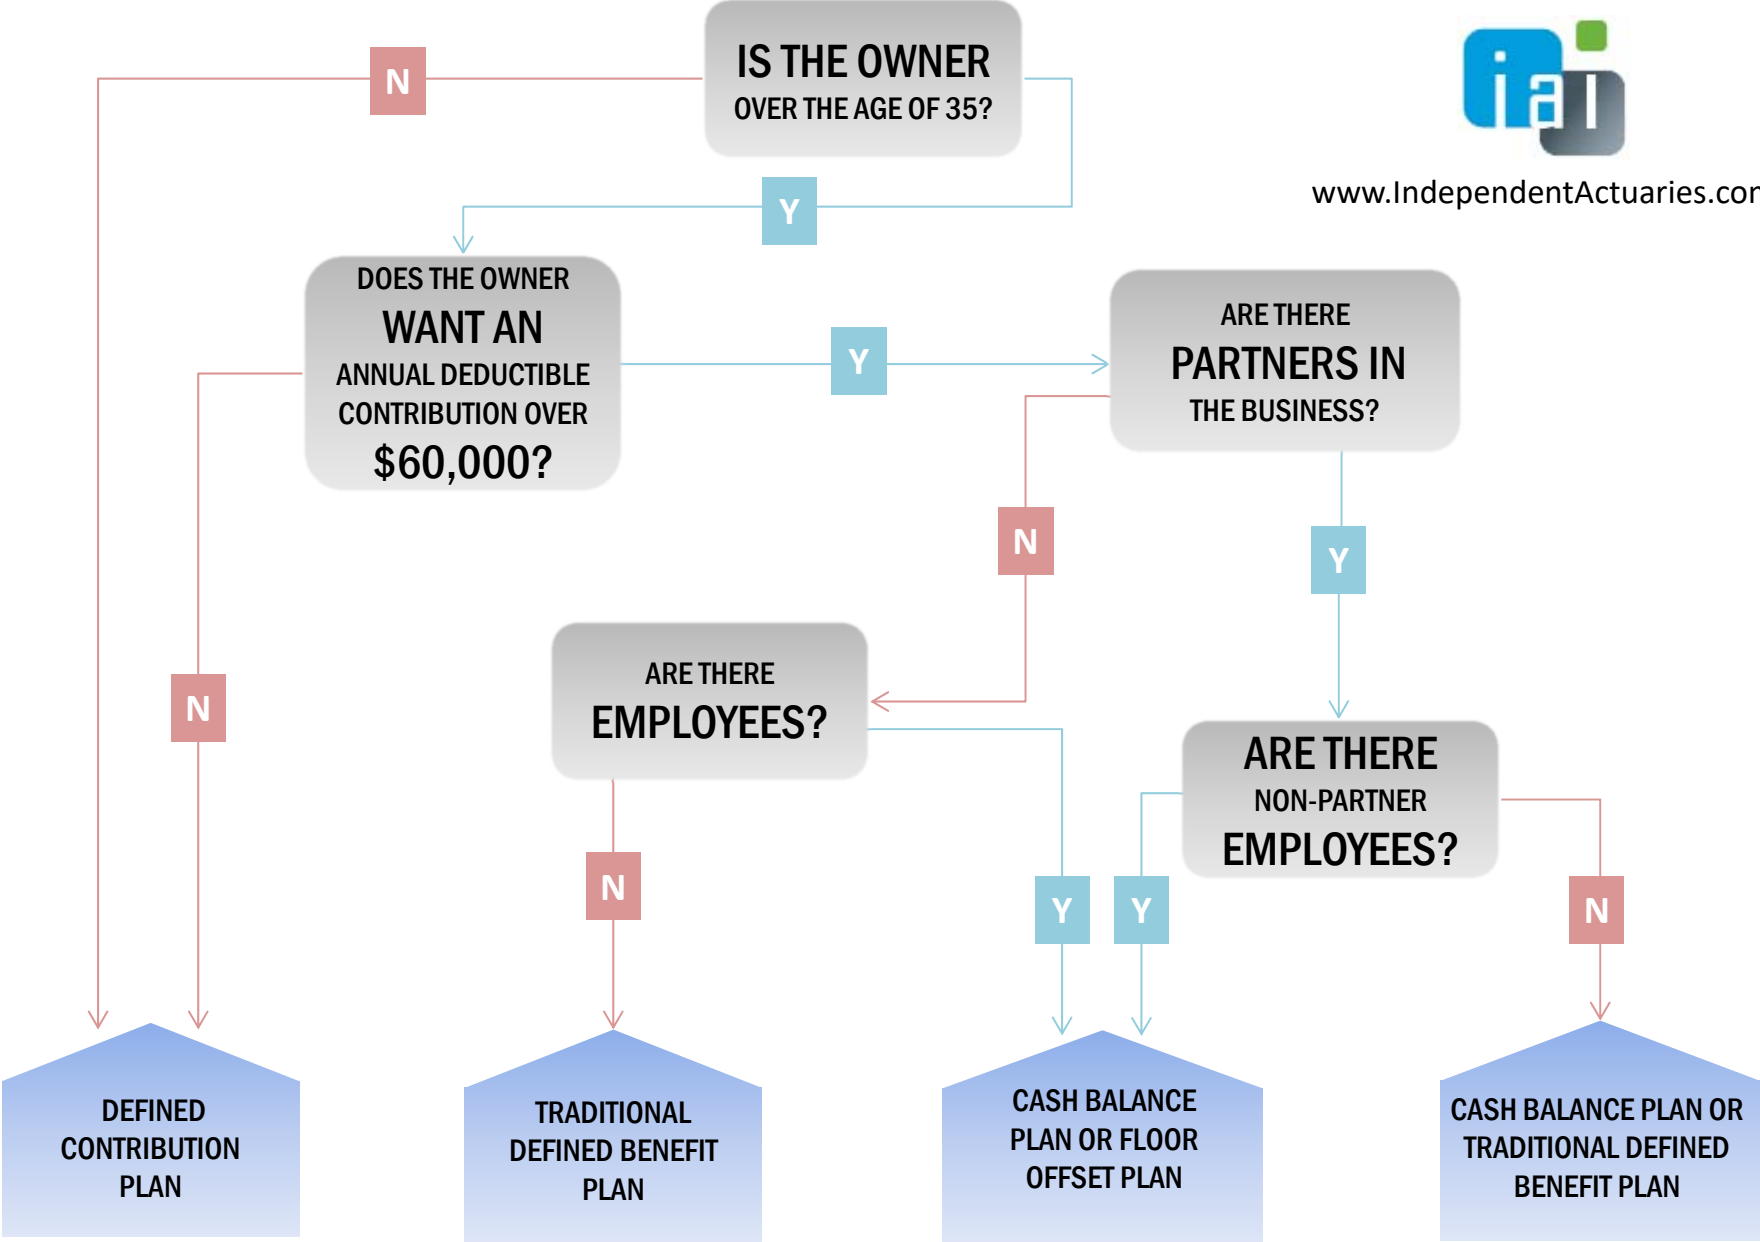 IS THE OWNER
OVER THE AGE OF 35?
N
iai
www.IndependentActuaries.com
Y
DOES THE OWNER
WANT AN
ANNUAL DEDUCTIBLE
CONTRIBUTION OVER
$60,000?
Y
ARE THERE
PARTNERS IN
THE BUSINESS?
N
Y
N
ARE THERE
EMPLOYEES?
ARE THERE
NON-PARTNER
EMPLOYEES?
N
Y
Y
N
DEFINED
CONTRIBUTION
PLAN
TRADITIONAL
DEFINED BENEFIT
PLAN
CASH BALANCE
PLAN OR FLOOR
OFFSET PLAN
CASH BALANCE PLAN OR
TRADITIONAL DEFINED
BENEFIT PLAN